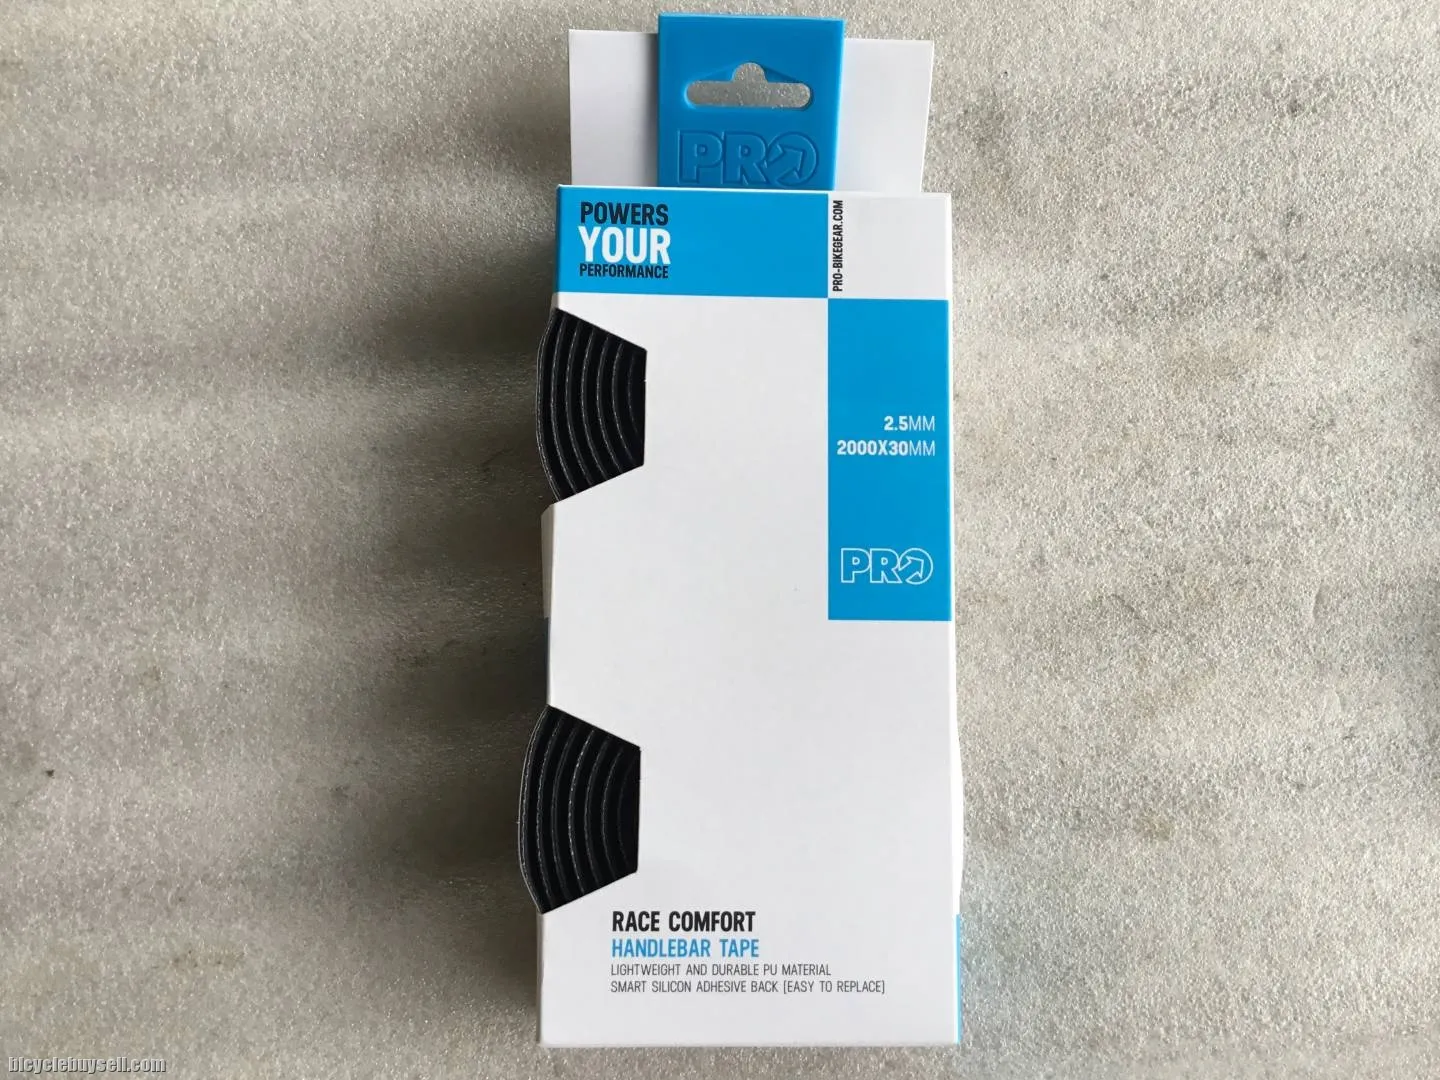 PRO
POWERS
YOUR
PERFORMANCE
PRO-BIKEGEAR.COM
2.5MM
2000X30MM
PRO
RACE COMFORT
HANDLEBAR TAPE
LIGHTWEIGHT AND DURABLE PU MATERIAL
SMART SILICON ADHESIVE BACK [EASY TO REPLACE]
bicyclebuysell.com